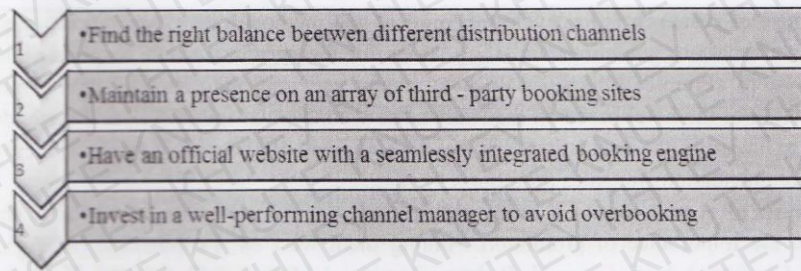 1 •Find the right balance beetwen different distribution channels
2 •Maintain a presence on an array of third - party booking sites
3 •Have an official website with a seamlessly integrated booking engine
4 •Invest in a well-performing channel manager to avoid overbooking